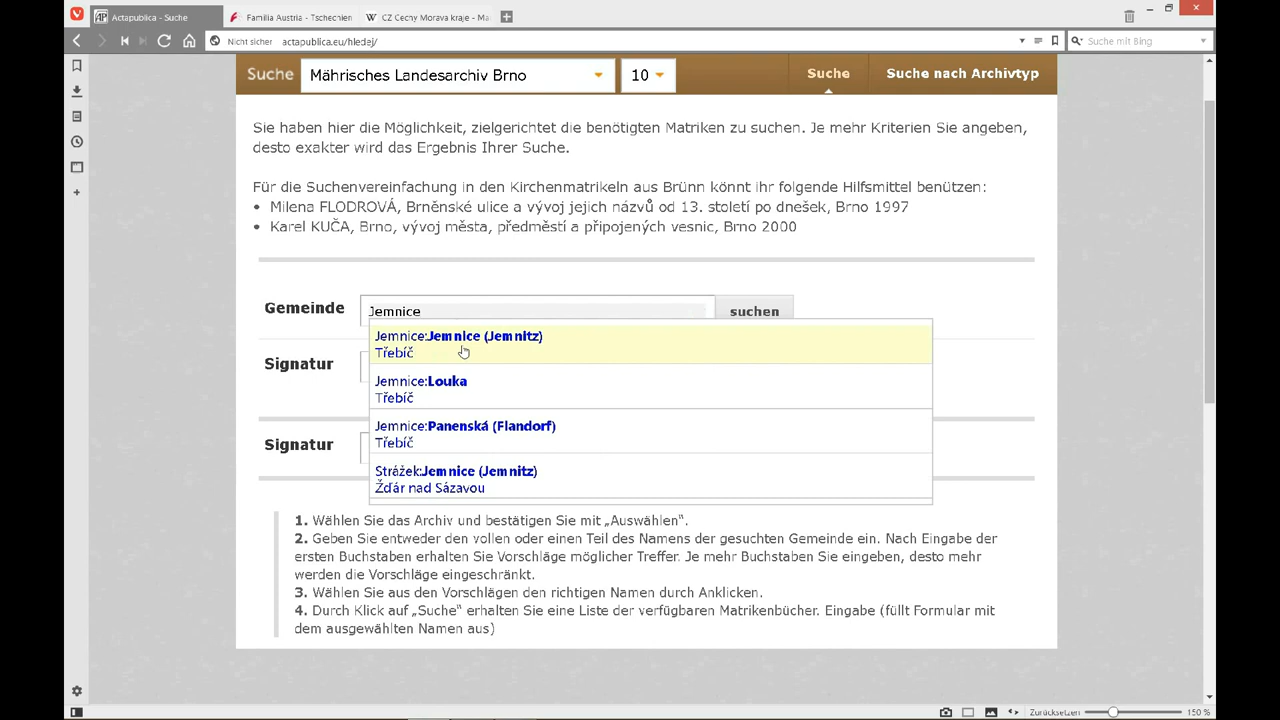 Actapublica - Suche
Familia Austria - Tschechien
CZ Cechy Morava kraje - Ma
Nicht sicher actapublica.eu/hledej/
Suche mit Bing
Suche Mährisches Landesarchiv Brno 10 Suche Suche nach Archivtyp
Sie haben hier die Möglichkeit, zielgerichtet die benötigten Matriken zu suchen. Je mehr Kriterien Sie angeben,
desto exakter wird das Ergebnis Ihrer Suche.
Für die Suchenvereinfachung in den Kirchenmatrikeln aus Brünn könnt ihr folgende Hilfsmittel benützen:
• Milena FLODROVÁ, Brněnské ulice a vývoj jejich názvů od 13. století po dnešek, Brno 1997
• Karel KUČA, Brno, vývoj města, předměstí a připojených vesnic, Brno 2000
Gemeinde Jemnice suchen
Jemnice:Jemnice (Jemnitz)
Třebíč
Signatur
Jemnice:Louka
Třebíč
Jemnice:Panenská (Flandorf)
Třebíč
Signatur
Strážek:Jemnice (Jemnitz)
Žďár nad Sázavou
1. Wählen Sie das Archiv und bestätigen Sie mit „Auswählen“.
2. Geben Sie entweder den vollen oder einen Teil des Namens der gesuchten Gemeinde ein. Nach Eingabe der
ersten Buchstaben erhalten Sie Vorschläge möglicher Treffer. Je mehr Buchstaben Sie eingeben, desto mehr
werden die Vorschläge eingeschränkt.
3. Wählen Sie aus den Vorschlägen den richtigen Namen durch Anklicken.
4. Durch Klick auf „Suche“ erhalten Sie eine Liste der verfügbaren Matrikenbücher. Eingabe (füllt Formular mit
dem ausgewählten Namen aus)
Zurücksetzen 150 %